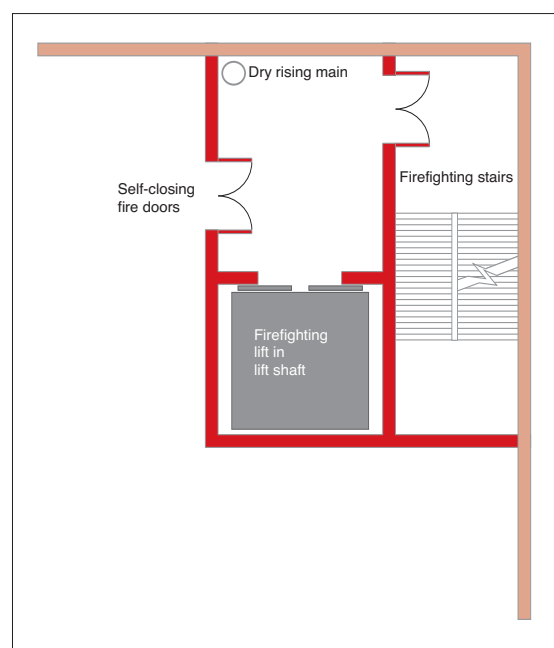 Dry rising main
Self-closing
fire doors
Firefighting stairs
Firefighting
lift in
lift shaft